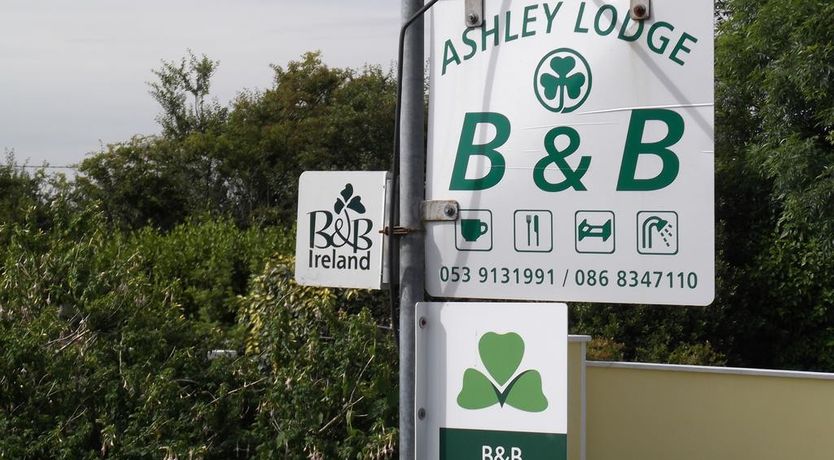 ASHLEY LODGE
B & B
053 9131991 / 086 8347110
B&B
Ireland
B&B